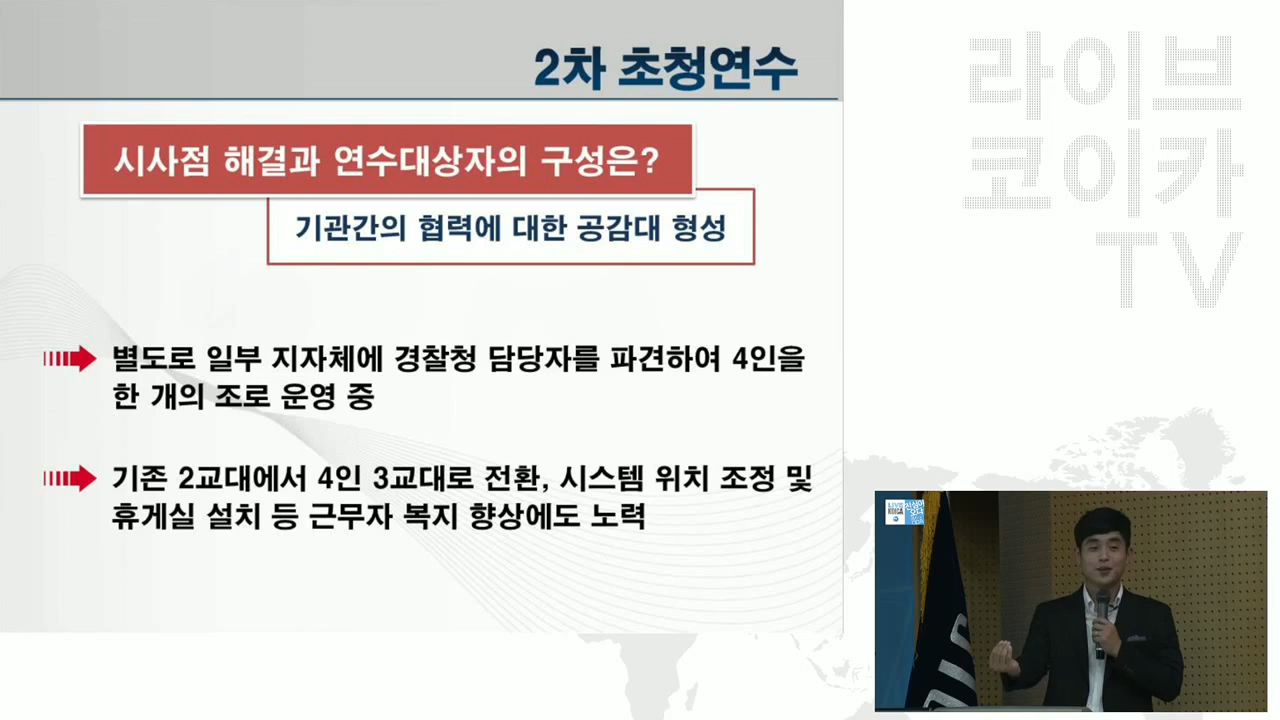 2차 초청연수
시사점 해결과 연수대상자의 구성은?
기관간의 협력에 대한 공감대 형성
별도로 일부 지자체에 경찰청 담당자를 파견하여 4인을
한 개의 조로 운영 중
기존 2교대에서 4인 3교대로 전환, 시스템 위치 조정 및
휴게실 설치 등 근무자 복지 향상에도 노력
라이브
코이카
TV